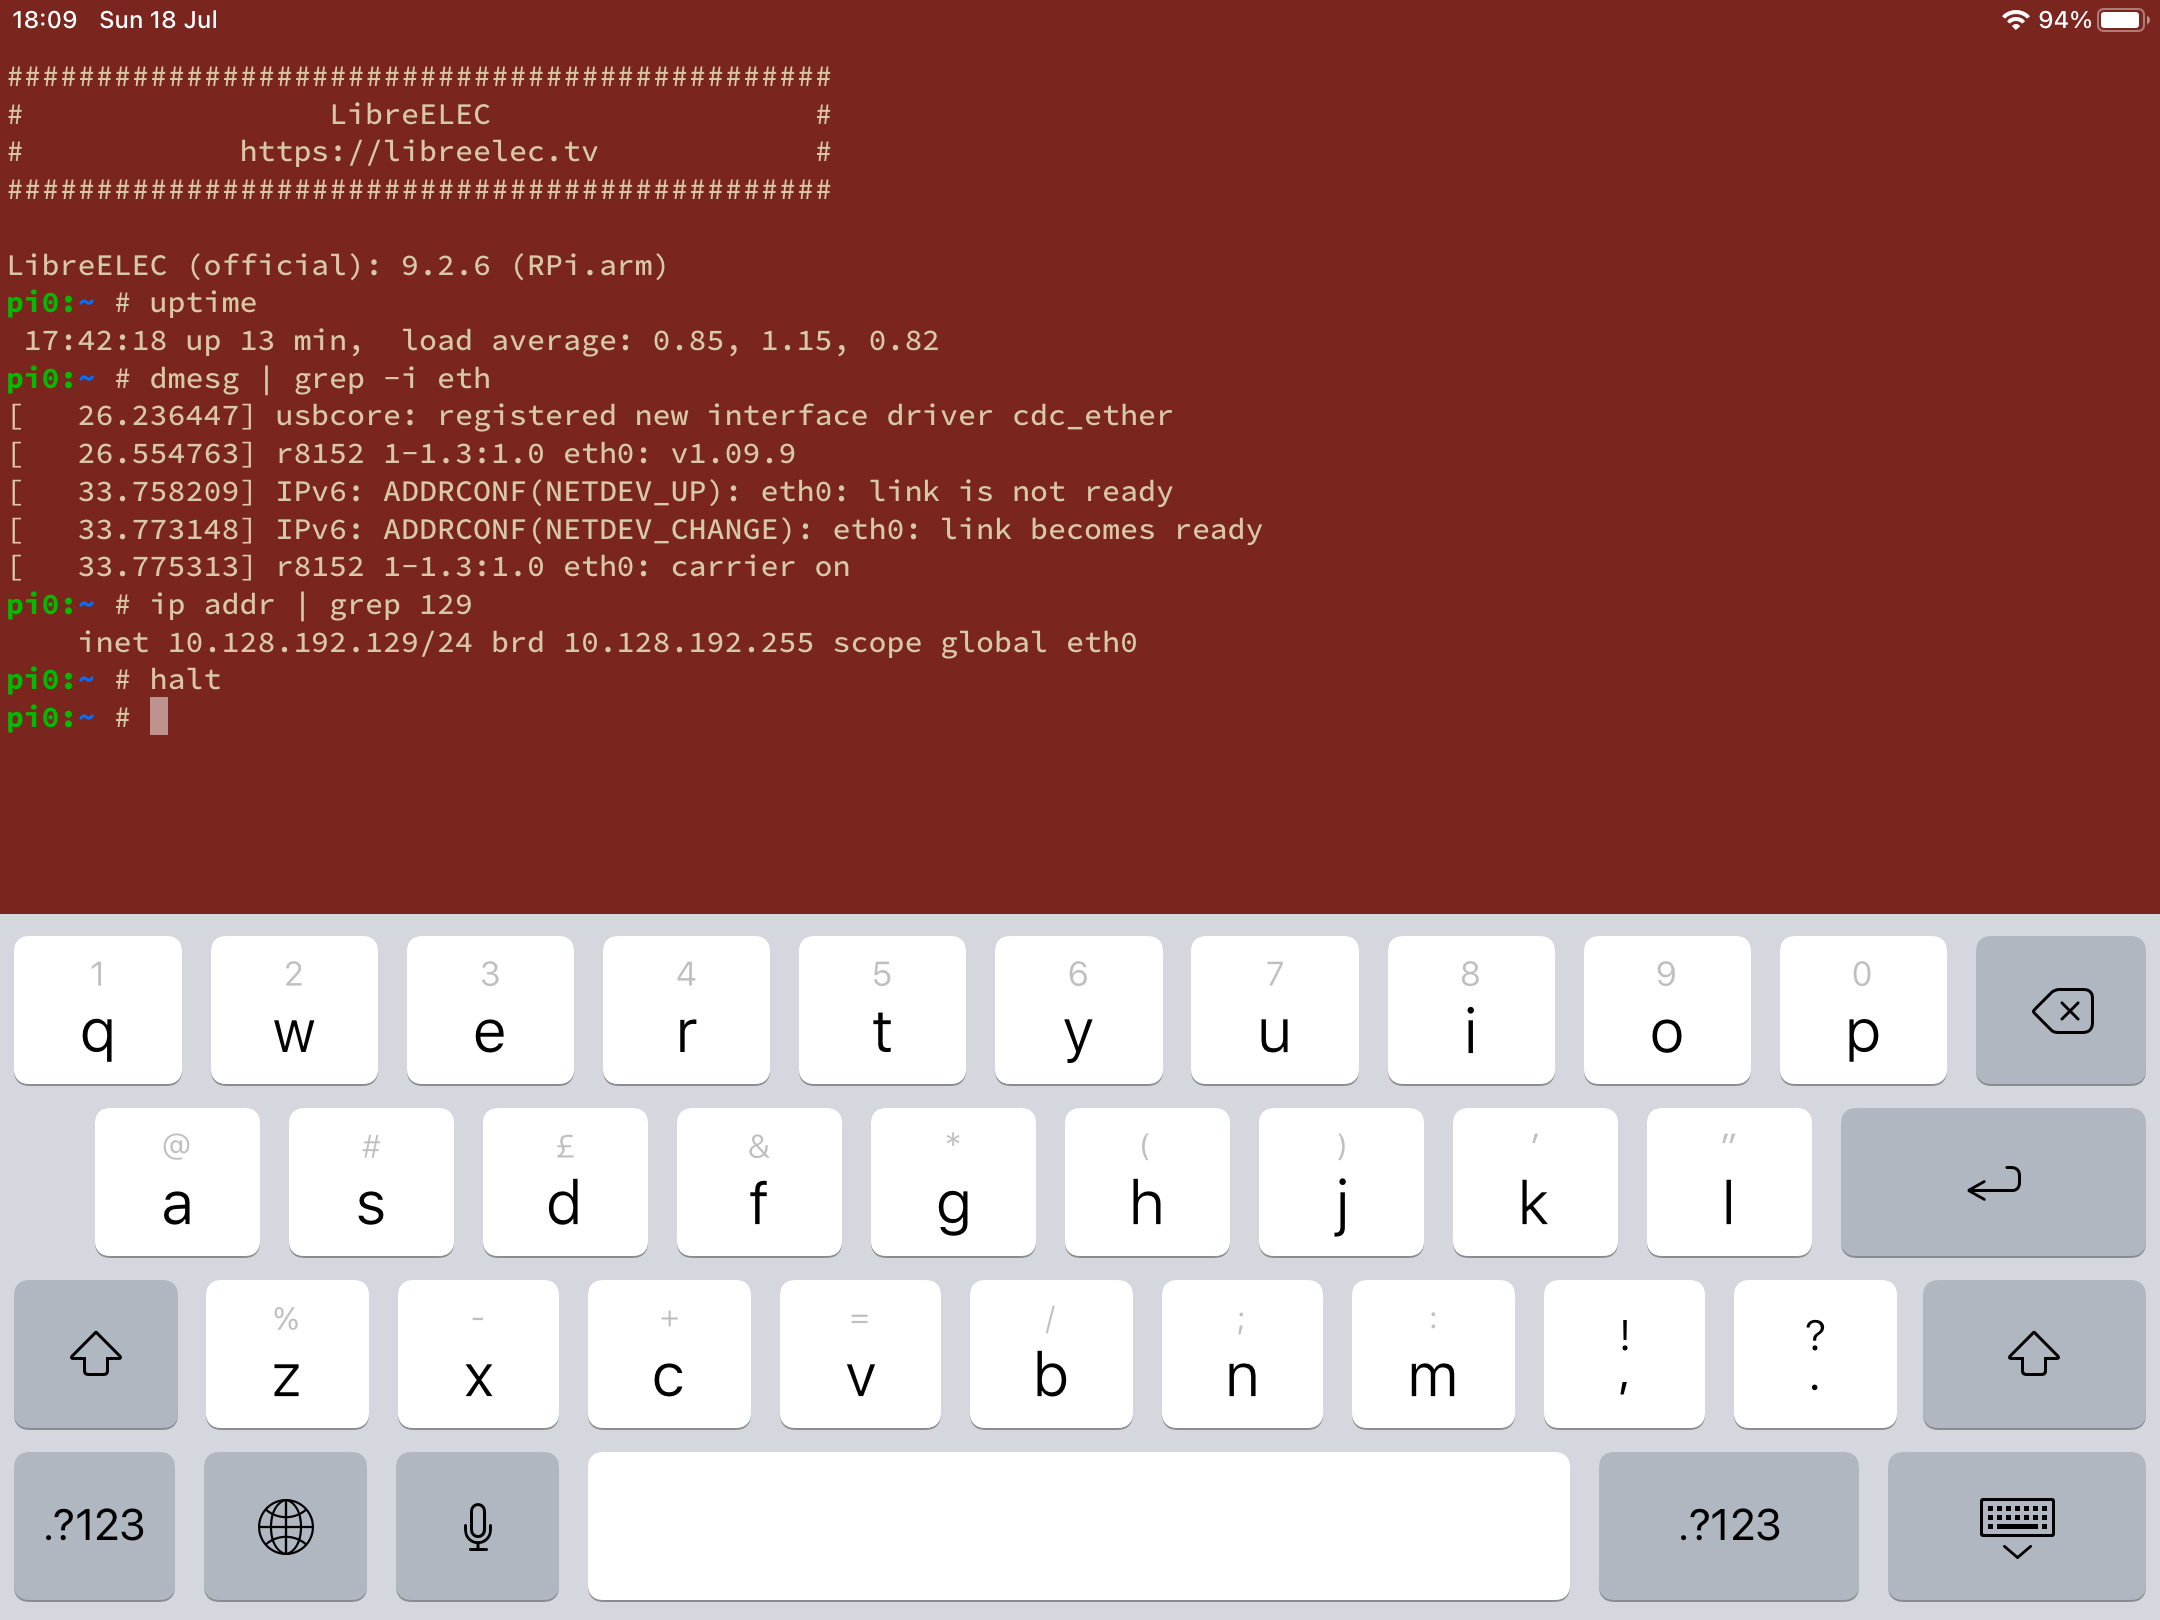 18:09 Sun 18 Jul 94%
##############################################
# LibreELEC #
# https://libreelec.tv #
##############################################
LibreELEC (official): 9.2.6 (RPi.arm)
pi0:~ # uptime
17:42:18 up 13 min,  load average: 0.85, 1.15, 0.82
pi0:~ # dmesg | grep -i eth
[   26.236447] usbcore: registered new interface driver cdc_ether
[   26.554763] r8152 1-1.3:1.0 eth0: v1.09.9
[   33.758209] IPv6: ADDRCONF(NETDEV_UP): eth0: link is not ready
[   33.773148] IPv6: ADDRCONF(NETDEV_CHANGE): eth0: link becomes ready
[   33.775313] r8152 1-1.3:1.0 eth0: carrier on
pi0:~ # ip addr | grep 129
inet 10.128.192.129/24 brd 10.128.192.255 scope global eth0
pi0:~ # halt
pi0:~ #
1 2 3 4 5 6 7 8 9 0
q w e r t y u i o p
@ # £ & * ( ) ' "
a s d f g h j k l
% - + = / ; : ! ?
z x c v b n m , .
.?123 .?123